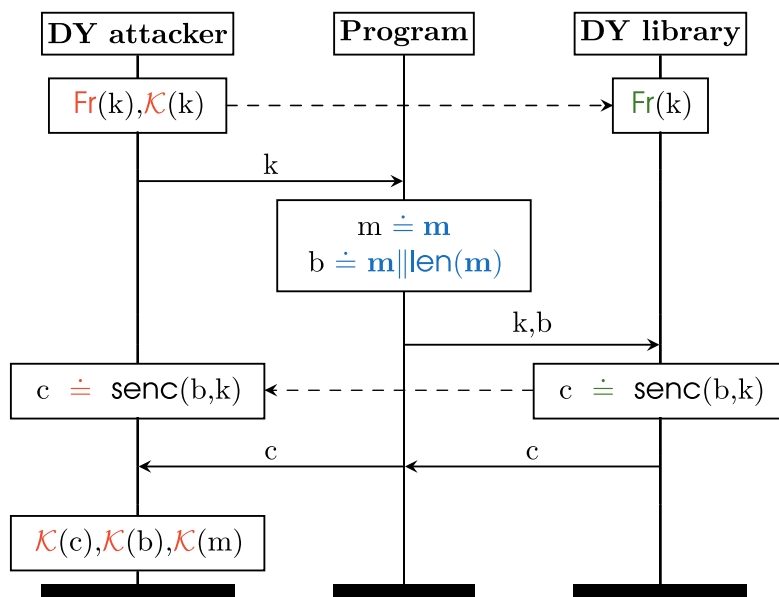 DY attacker
Program
DY library
Fr(k),𝒦(k)
Fr(k)
k
m ≐ m
b ≐ m||len(m)
k,b
c ≐ senc(b,k)
c ≐ senc(b,k)
c
c
𝒦(c),𝒦(b),𝒦(m)